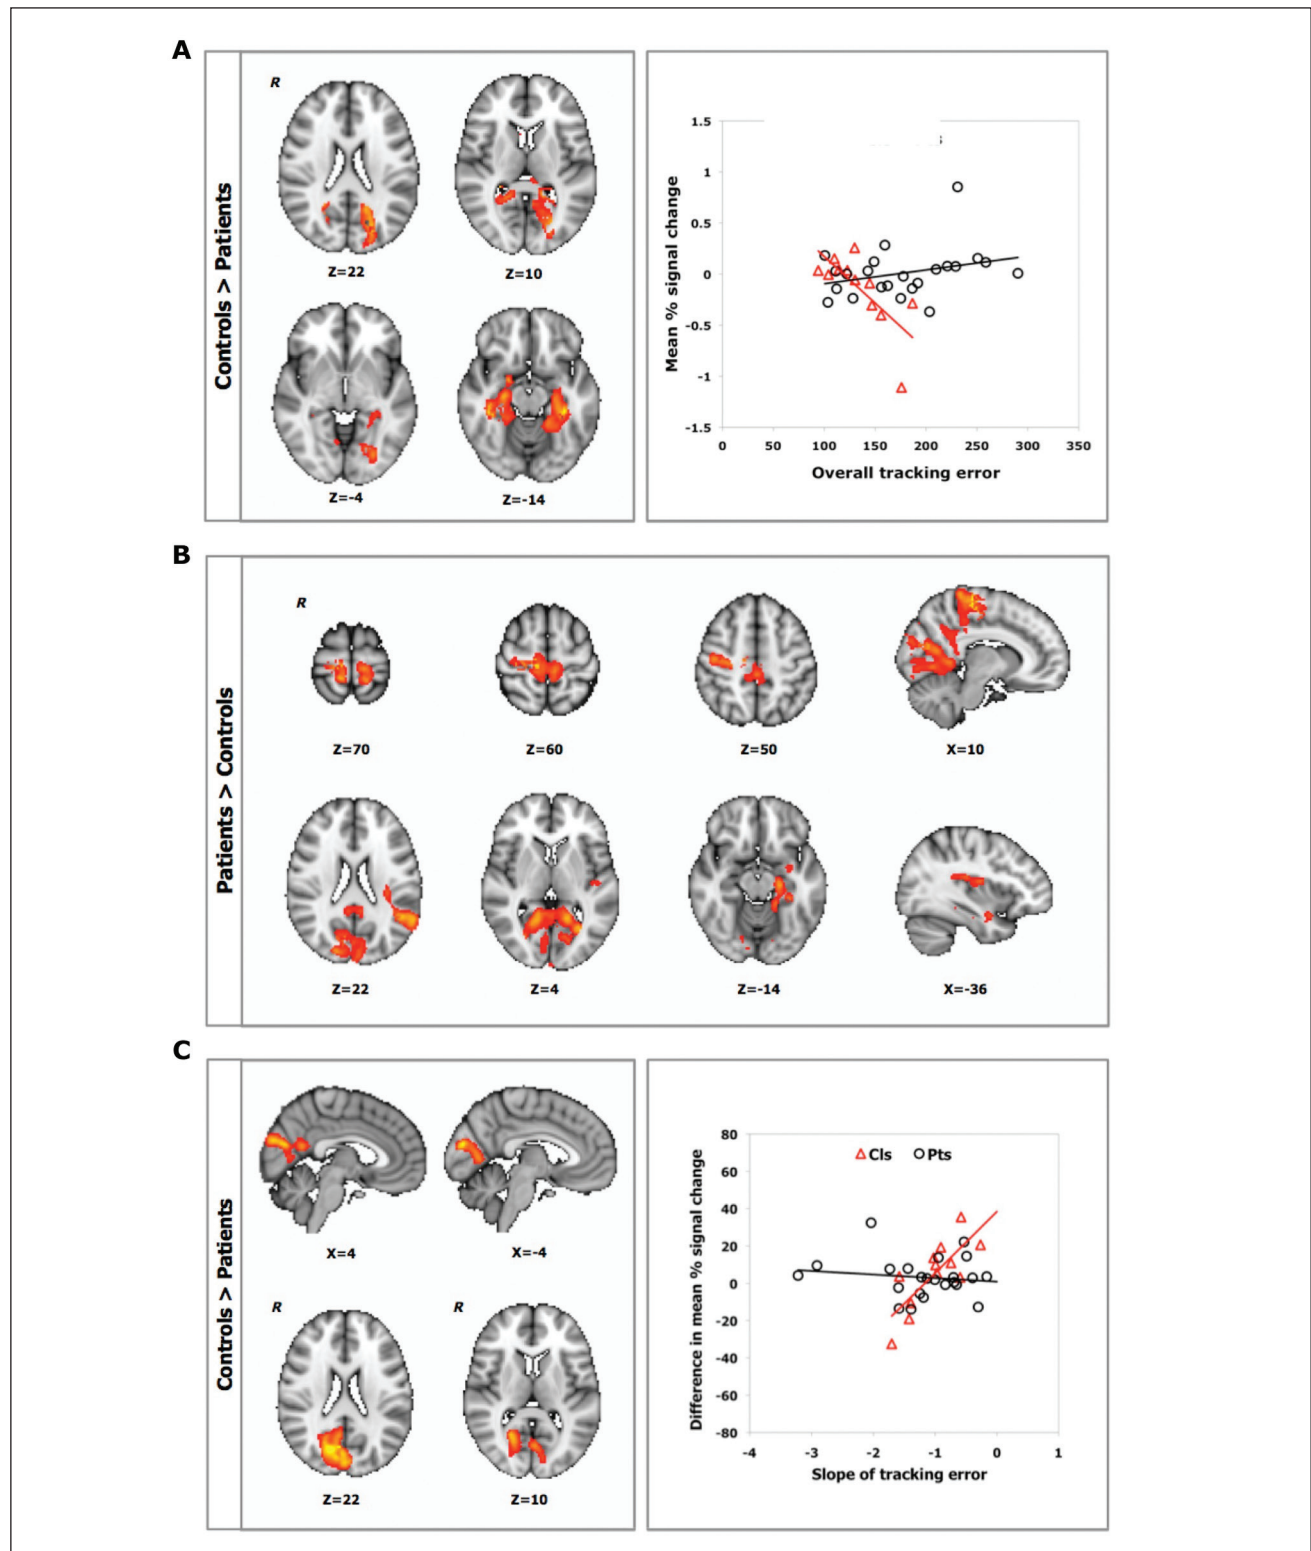 A
Controls > Patients
R
Z=22
Z=10
Z=-4
Z=-14
Mean % signal change
1.5
1
0.5
0
-0.5
-1
-1.5
0 50 100 150 200 250 300 350
Overall tracking error
B
Patients > Controls
R
Z=70
Z=60
Z=50
X=10
Z=22
Z=4
Z=-14
X=-36
C
Controls > Patients
X=4
X=-4
R
R
Z=22
Z=10
Difference in mean % signal change
80
60
40
20
0
-20
-40
-60
-80
Cls Pts
-4 -3 -2 -1 0 1
Slope of tracking error